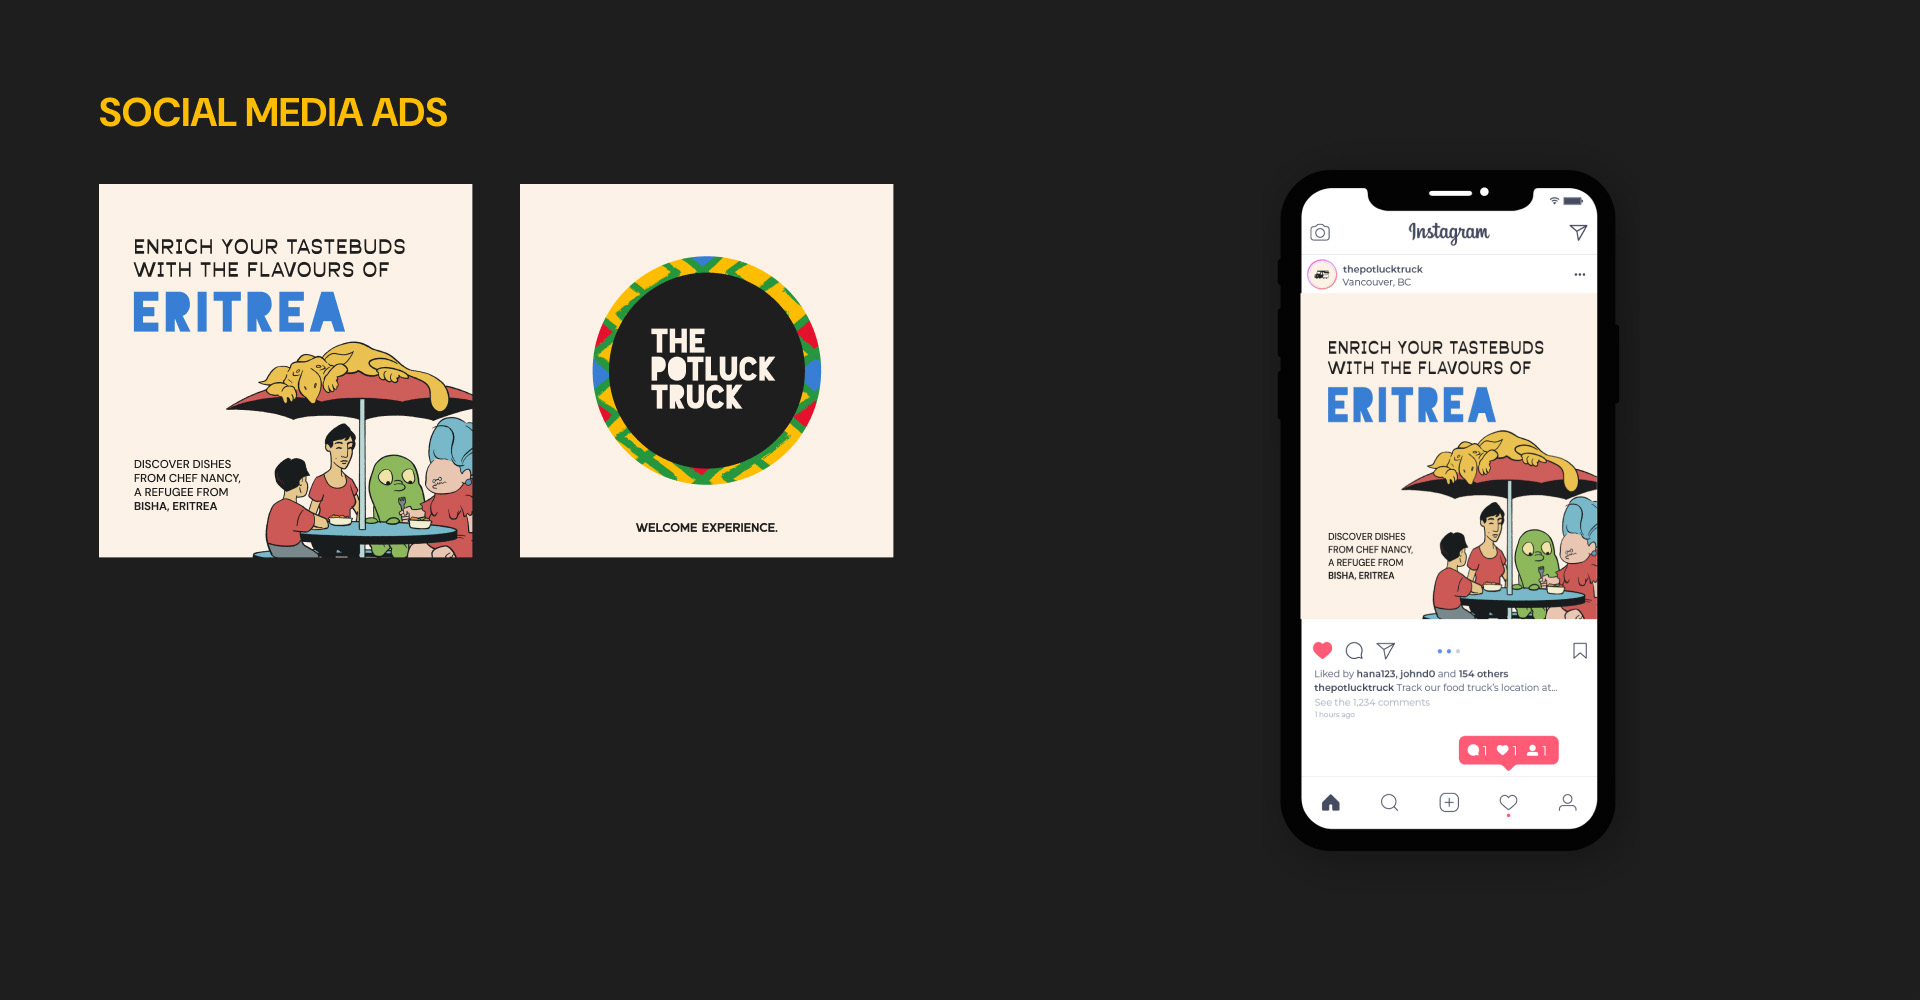 SOCIAL MEDIA ADS
ENRICH YOUR TASTEBUDS
WITH THE FLAVOURS OF
ERITREA
DISCOVER DISHES
FROM CHEF NANCY,
A REFUGEE FROM
BISHA, ERITREA
THE
POTLUCK
TRUCK
WELCOME EXPERIENCE.
Instagram
thepotlucktruck
Vancouver, BC
ENRICH YOUR TASTEBUDS
WITH THE FLAVOURS OF
ERITREA
DISCOVER DISHES
FROM CHEF NANCY,
A REFUGEE FROM
BISHA, ERITREA
Liked by hana123, johnd0 and 154 others
thepotlucktruck Track our food truck's location at...
See the 1,234 comments
1 hours ago
1 1 1